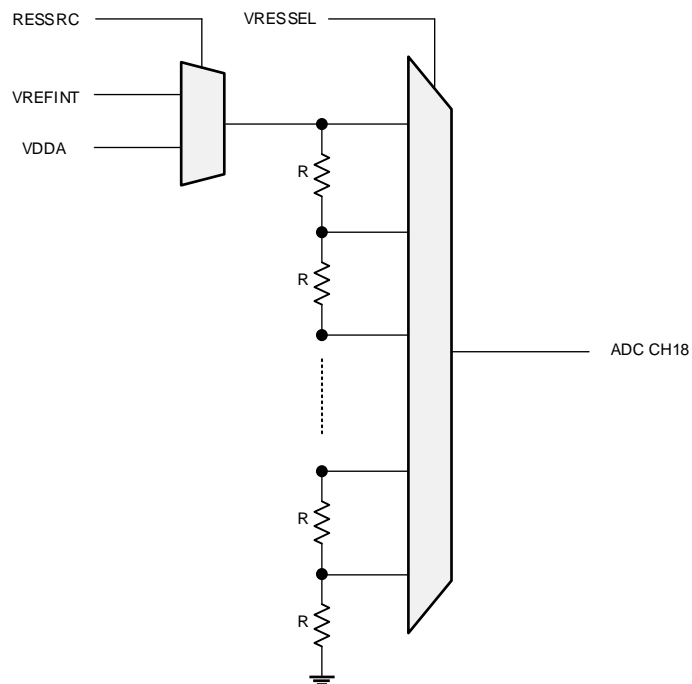 RESSRC
VRESSEL
VREFINT
VDDA
R
R
ADC CH18
R
R